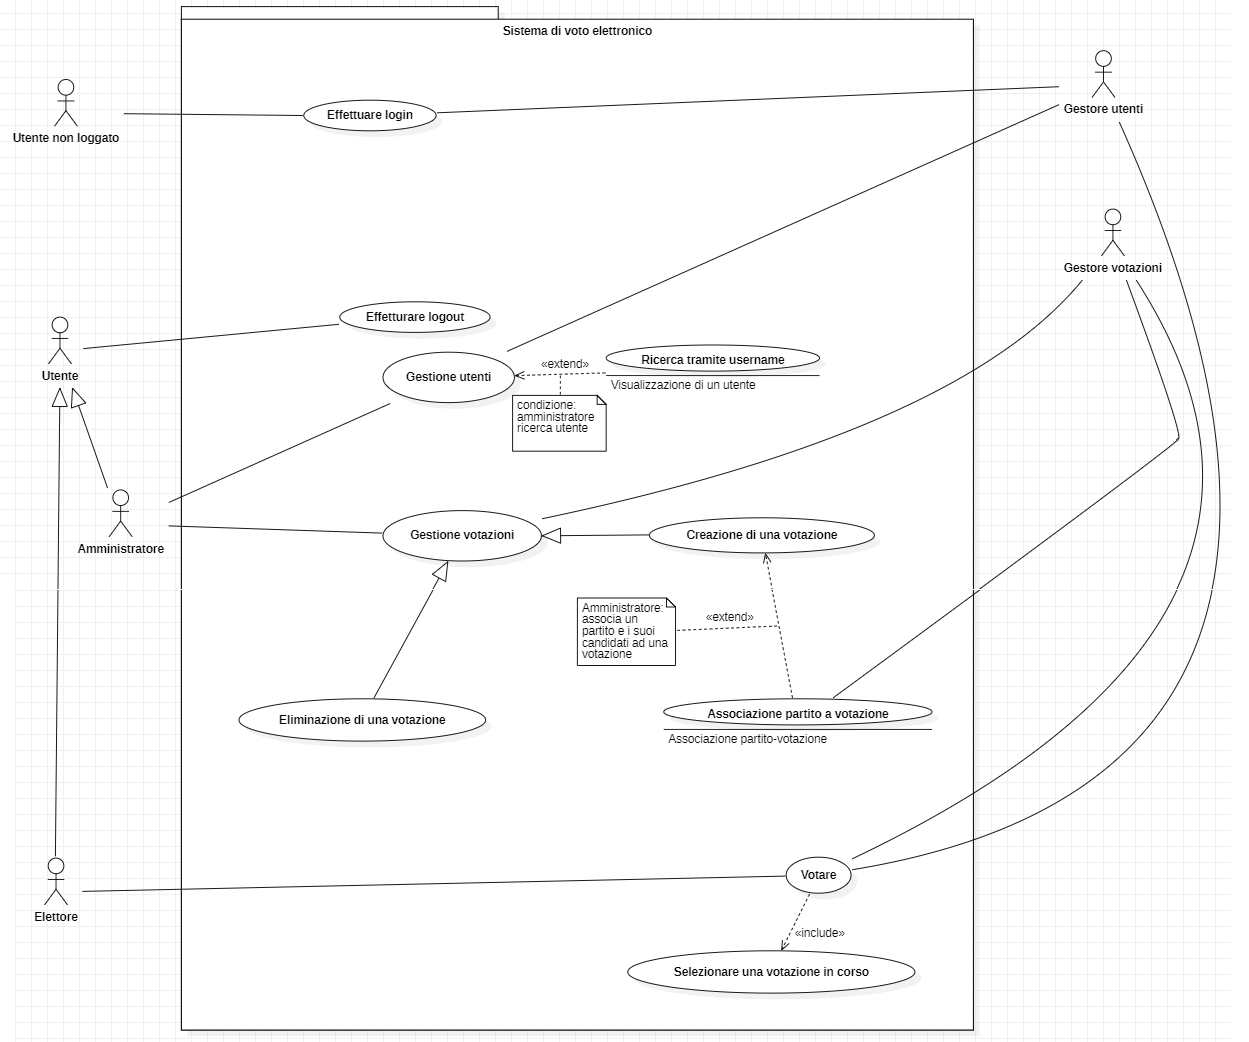 Sistema di voto elettronico
Utente non loggato
Effettuare login
Gestore utenti
Gestore votazioni
Effetturare logout
Utente
Gestione utenti
«extend»
Ricerca tramite username
Visualizzazione di un utente
condizione:
amministratore
ricerca utente
Amministratore
Gestione votazioni
Creazione di una votazione
Amministratore:
associa un
partito e i suoi
candidati ad una
votazione
«extend»
Eliminazione di una votazione
Associazione partito a votazione
Associazione partito-votazione
Votare
Elettore
«include»
Selezionare una votazione in corso